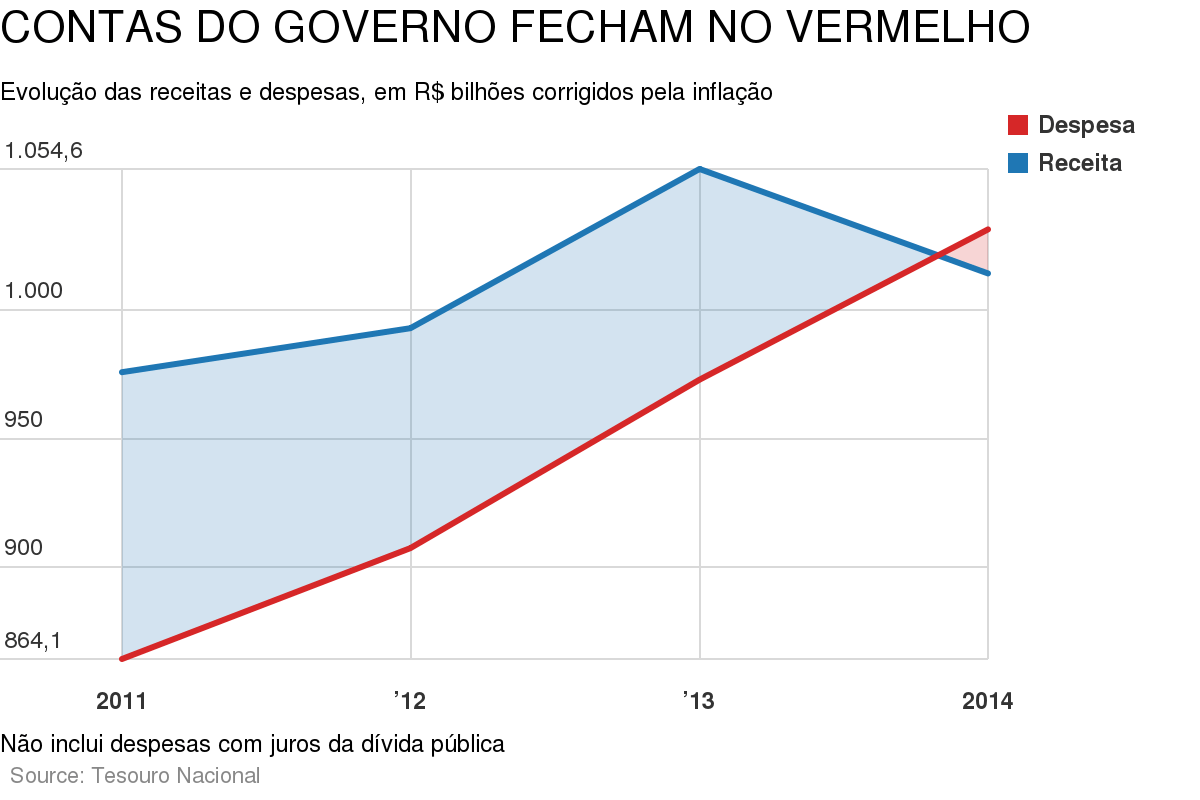 CONTAS DO GOVERNO FECHAM NO VERMELHO
Evolução das receitas e despesas, em R$ bilhões corrigidos pela inflação
Despesa
Receita
1.054,6
1.000
950
900
864,1
2011
’12
’13
2014
Não inclui despesas com juros da dívida pública
Source: Tesouro Nacional